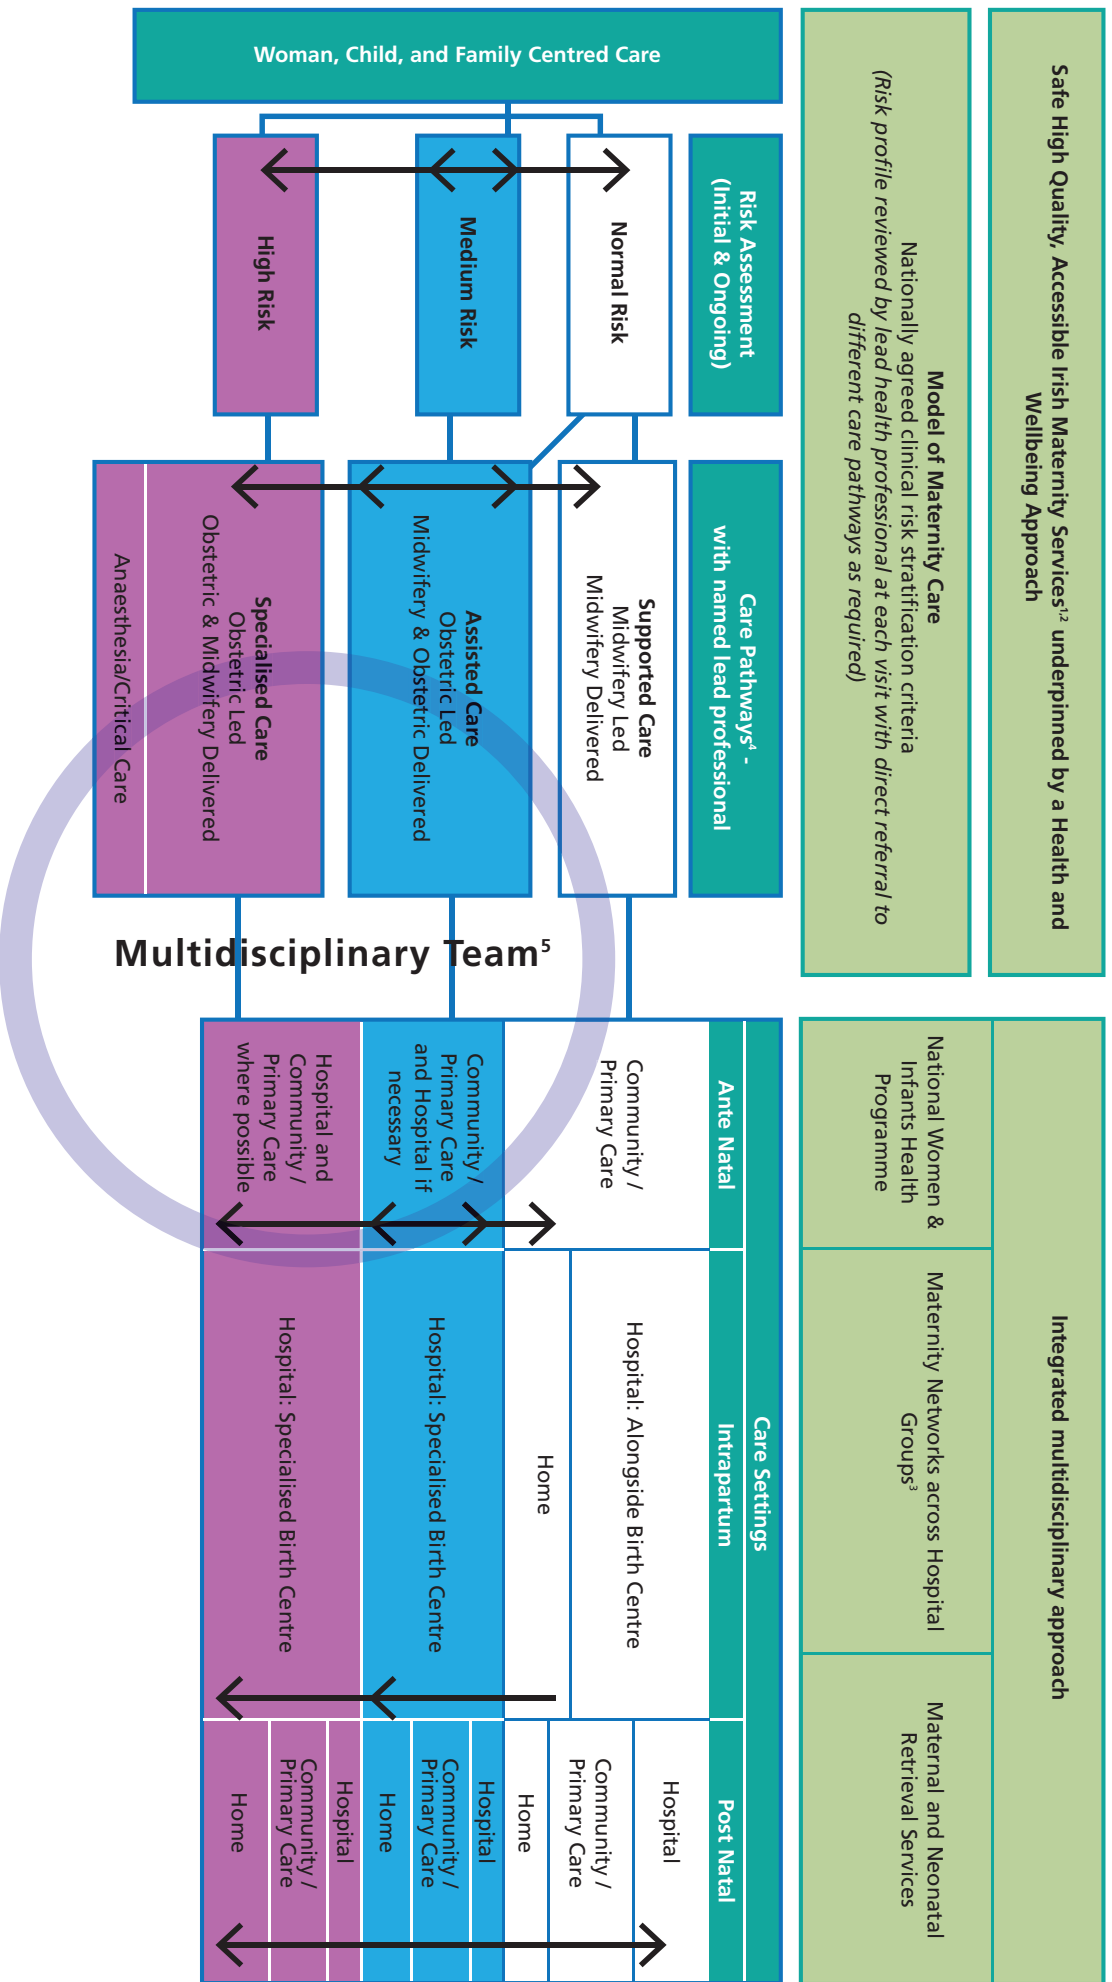 Safe High Quality, Accessible Irish Maternity Services1,2 underpinned by a Health and
Wellbeing Approach
Model of Maternity Care
Nationally agreed clinical risk stratification criteria
(Risk profile reviewed by lead health professional at each visit with direct referral to
different care pathways as required)
Integrated multidisciplinary approach
National Women &
Infants Health
Programme
Maternity Networks across Hospital
Groups3
Maternal and Neonatal
Retrieval Services
Woman, Child, and Family Centred Care
Risk Assessment
(Initial & Ongoing)
Normal Risk
Medium Risk
High Risk
Care Pathways4 -
with named lead professional
Supported Care
Midwifery Led
Midwifery Delivered
Assisted Care
Obstetric Led
Midwifery & Obstetric Delivered
Specialised Care
Obstetric Led
Obstetric & Midwifery Delivered
Anaesthesia/Critical Care
Multidisciplinary Team5
Care Settings
Ante Natal
Intrapartum
Post Natal
Community /
Primary Care
Hospital: Alongside Birth Centre
Home
Hospital
Community /
Primary Care
Home
Community /
Primary Care
and Hospital if
necessary
Hospital: Specialised Birth Centre
Hospital
Community /
Primary Care
Home
Hospital and
Community /
Primary Care
where possible
Hospital: Specialised Birth Centre
Hospital
Community /
Primary Care
Home